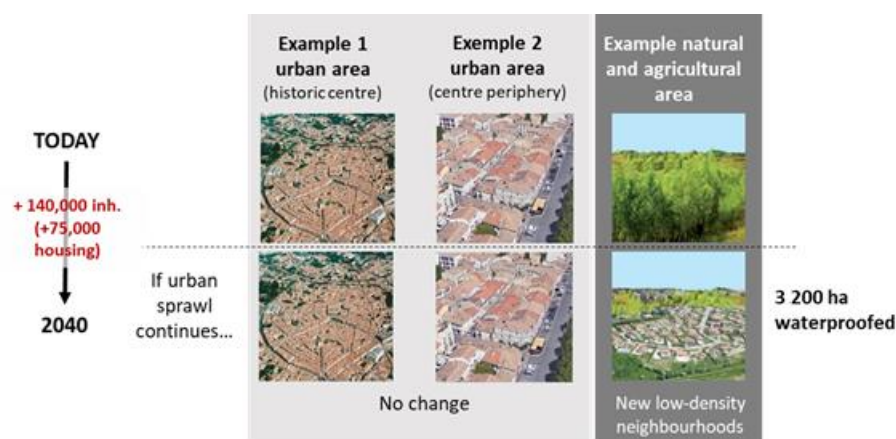 Example 1
urban area
(historic centre)
Exemple 2
urban area
(centre periphery)
Example natural
and agricultural
area
TODAY
+ 140,000 inh.
(+75,000
housing)
2040
If urban
sprawl
continues...
3 200 ha
waterproofed
No change
New low-density
neighbourhoods